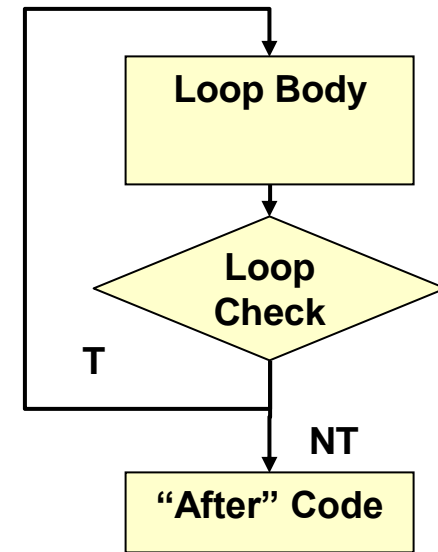 Loop Body
Loop
Check
T
NT
“After” Code